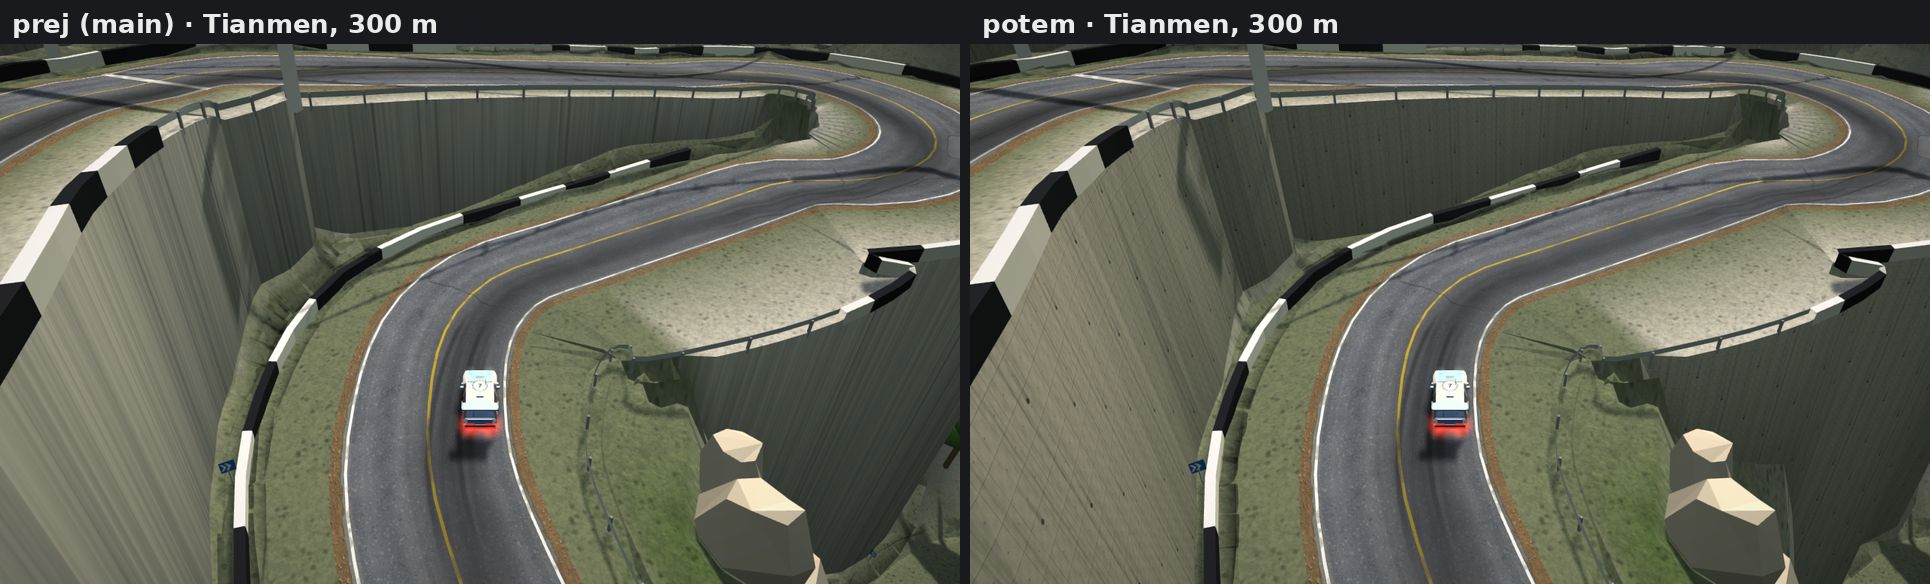 prej (main) · Tianmen, 300 m
potem · Tianmen, 300 m